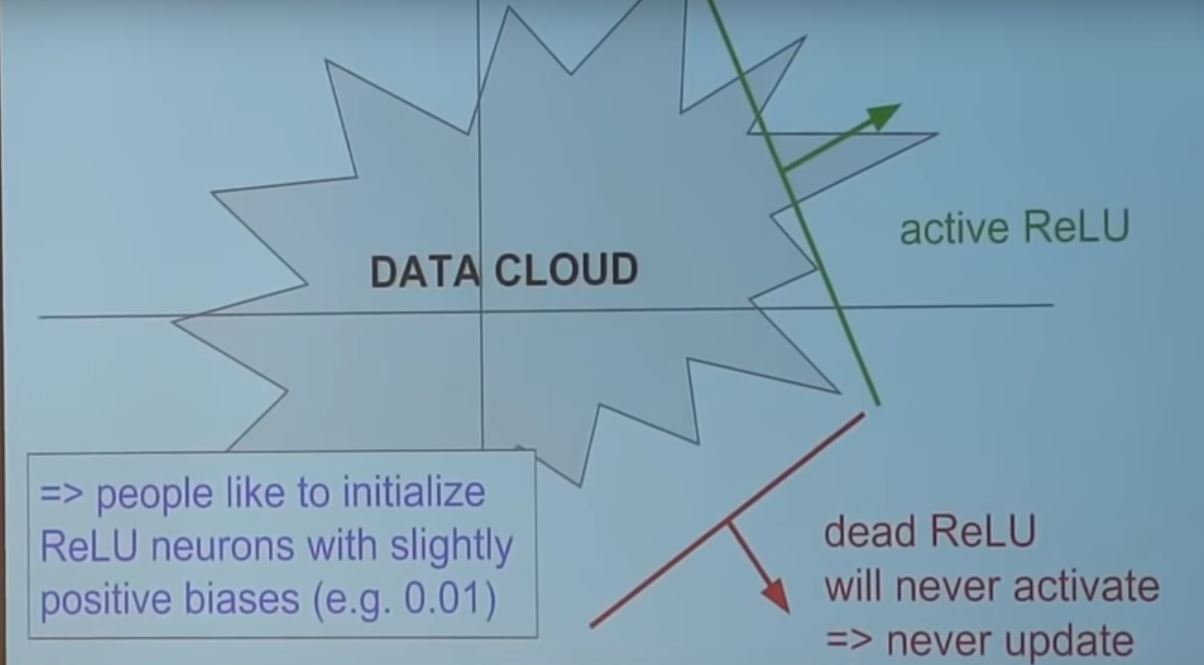 DATA CLOUD
active ReLU
=> people like to initialize
ReLU neurons with slightly
positive biases (e.g. 0.01)
dead ReLU
will never activate
=> never update